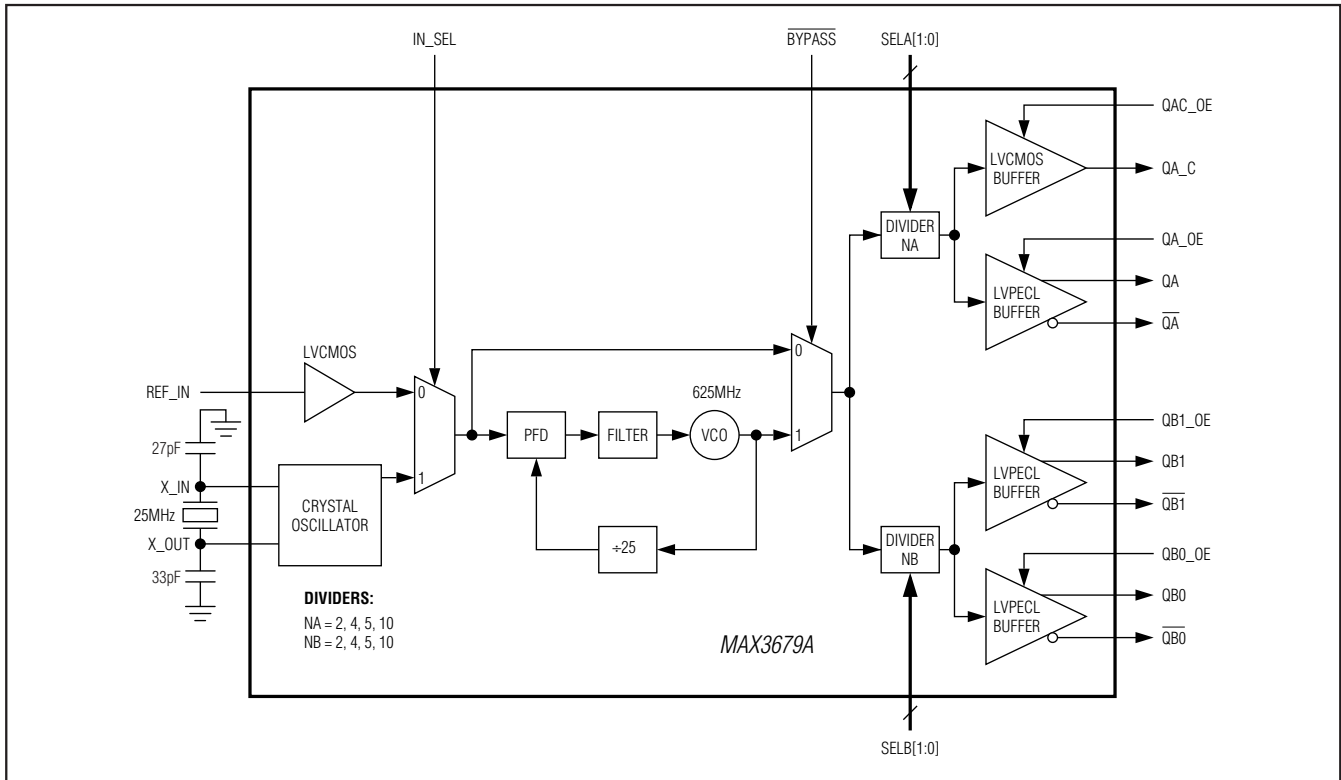 IN_SEL
BYPASS
SELA[1:0]
QAC_OE
LVCMOS
BUFFER
QA_C
DIVIDER
NA
QA_OE
LVPECL
BUFFER
QA
QA
LVCMOS
REF_IN
0
1
27pF
X_IN
25MHz
X_OUT
33pF
CRYSTAL
OSCILLATOR
PFD
FILTER
625MHz
VCO
÷25
0
1
QB1_OE
LVPECL
BUFFER
QB1
QB1
DIVIDER
NB
QB0_OE
LVPECL
BUFFER
QB0
QB0
DIVIDERS:
NA = 2, 4, 5, 10
NB = 2, 4, 5, 10
MAX3679A
SELB[1:0]